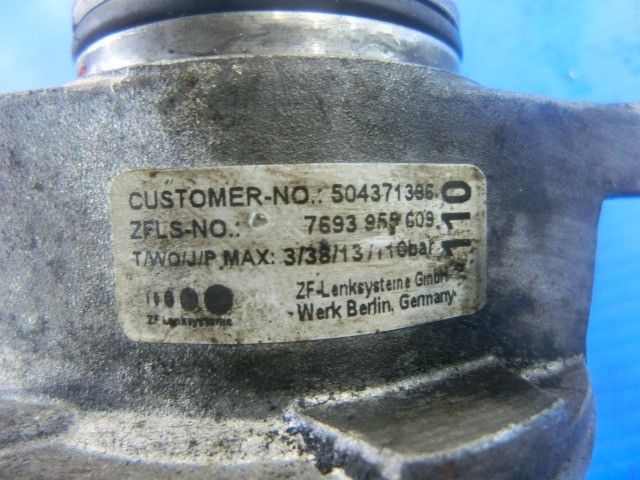 CUSTOMER-NO.: 504371386
ZFLS-NO.: 7693 955 609
T/WO/J/P MAX: 3/38/13/110bar
110
ZF-Lenksysteme GmbH
Werk Berlin, Germany
ZF Lenksysteme